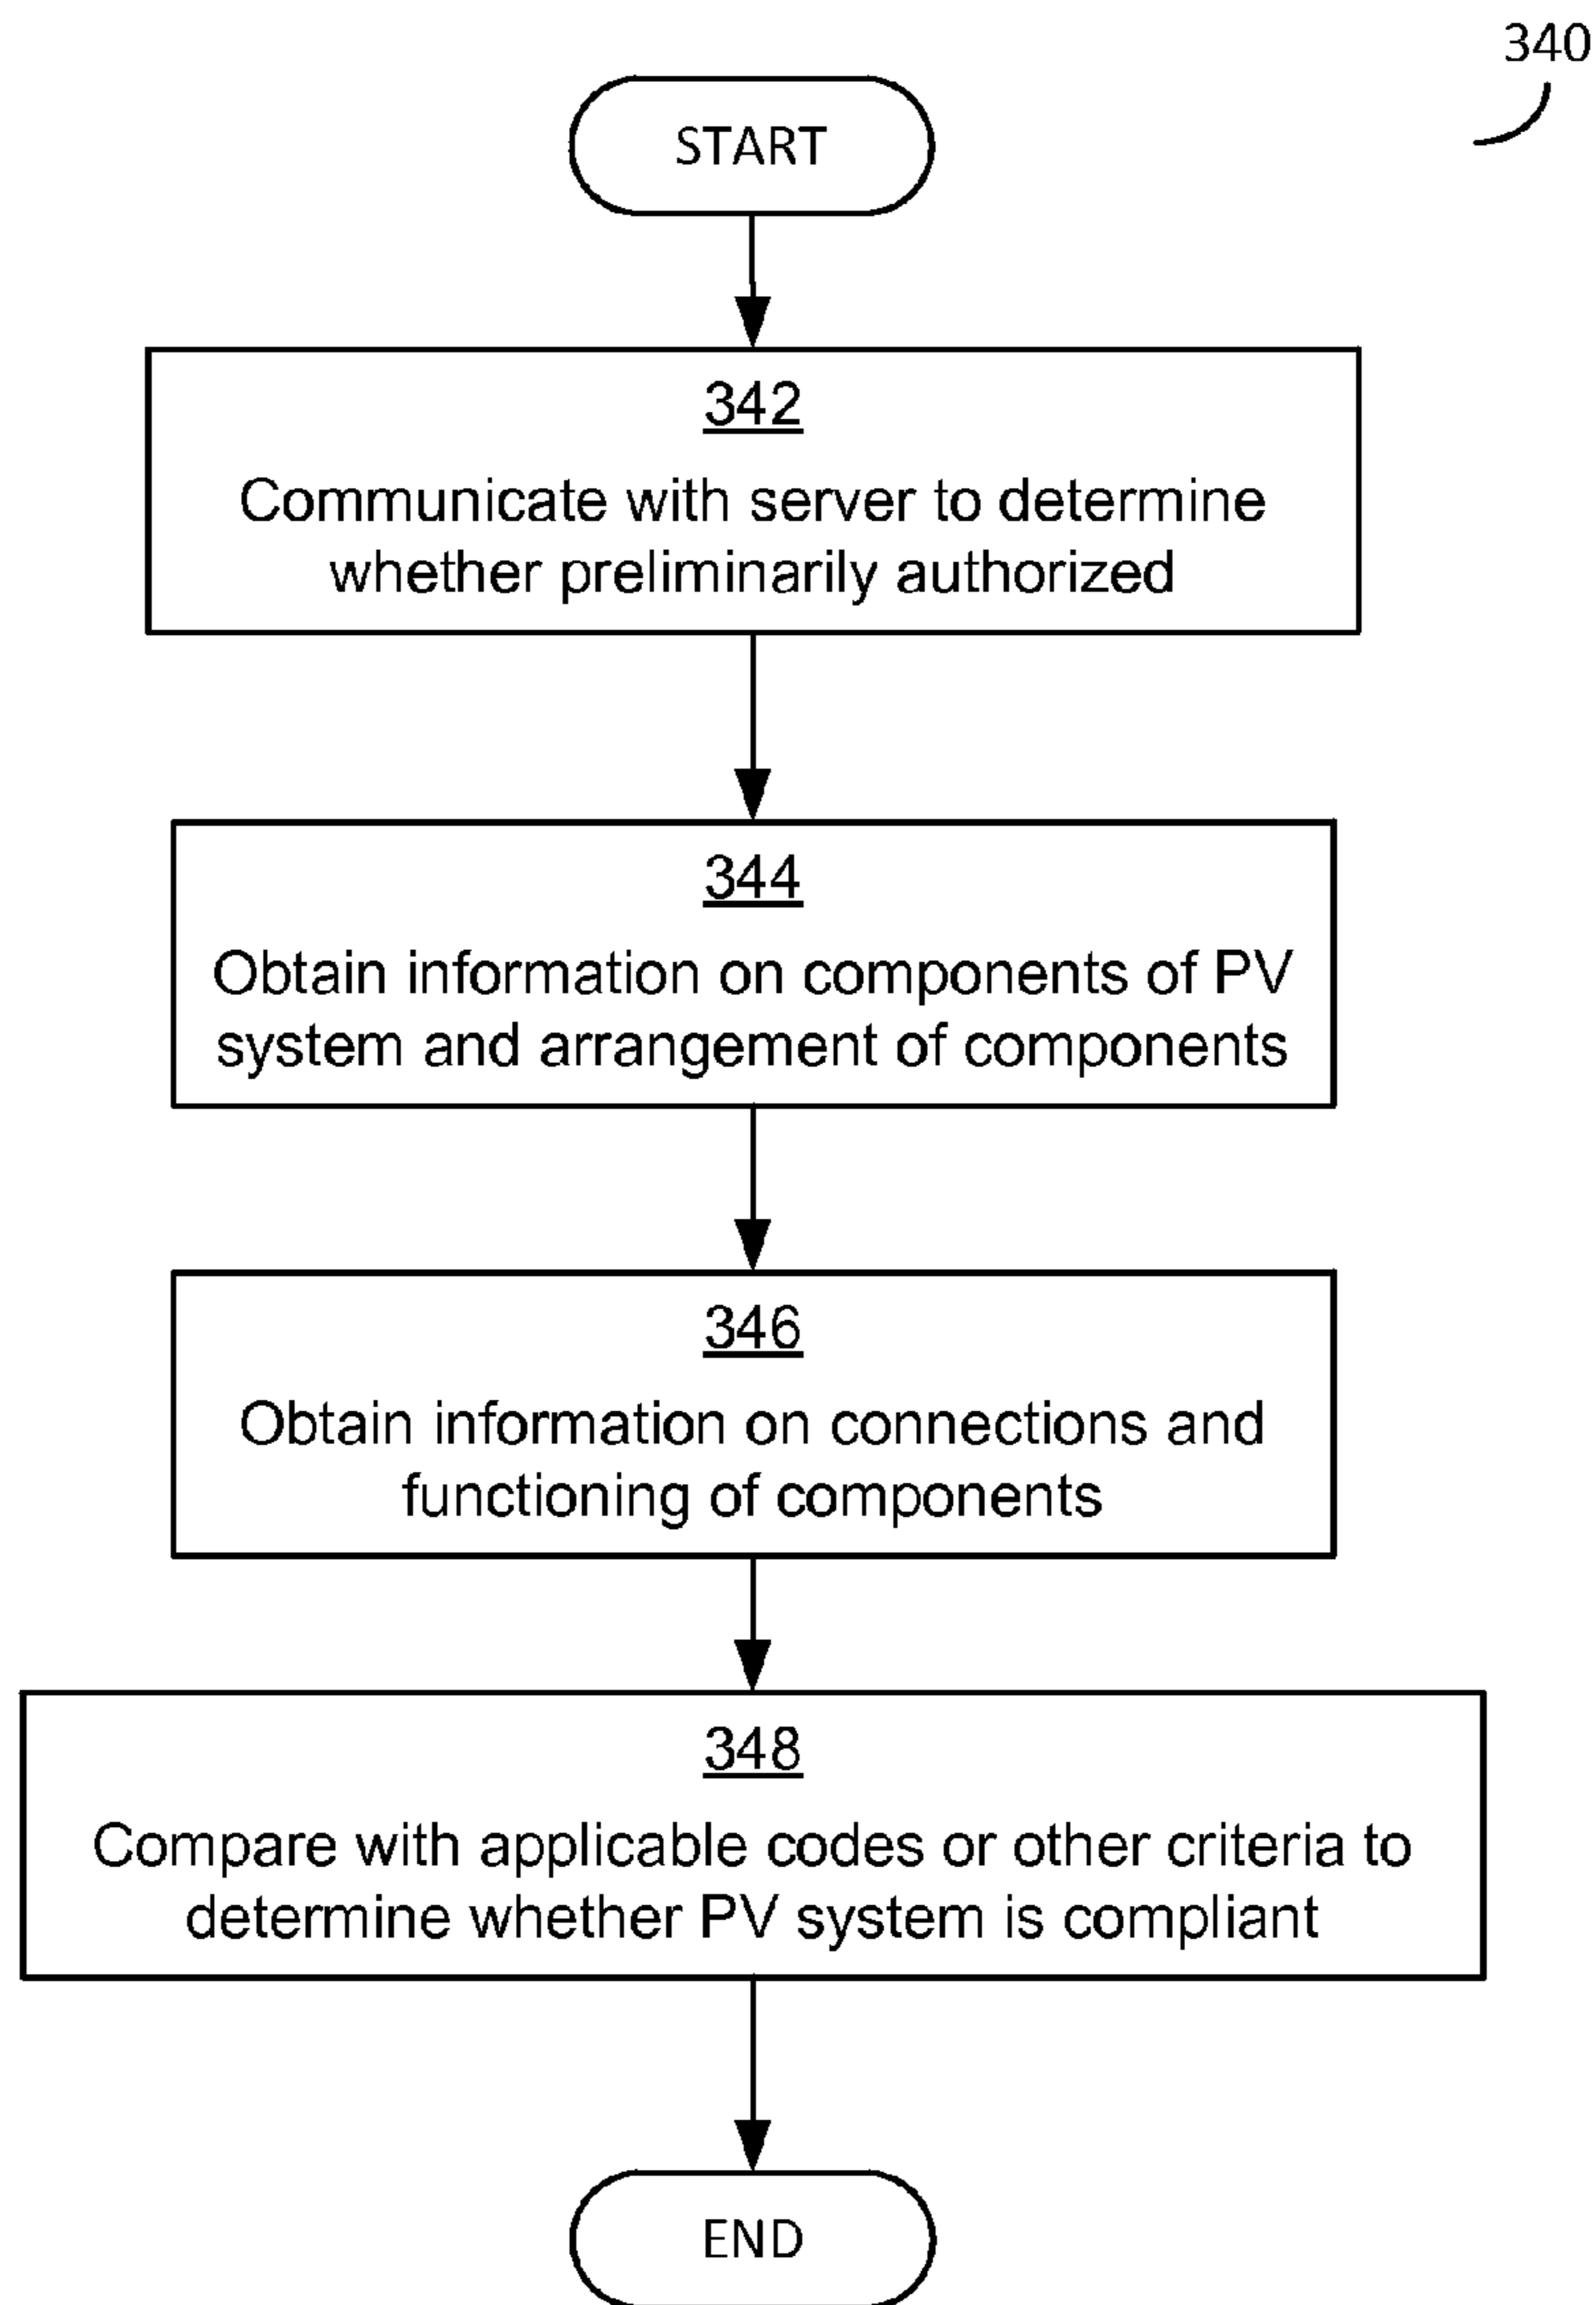 340
START
342
Communicate with server to determine
whether preliminarily authorized
344
Obtain information on components of PV
system and arrangement of components
346
Obtain information on connections and
functioning of components
348
Compare with applicable codes or other criteria to
determine whether PV system is compliant
END